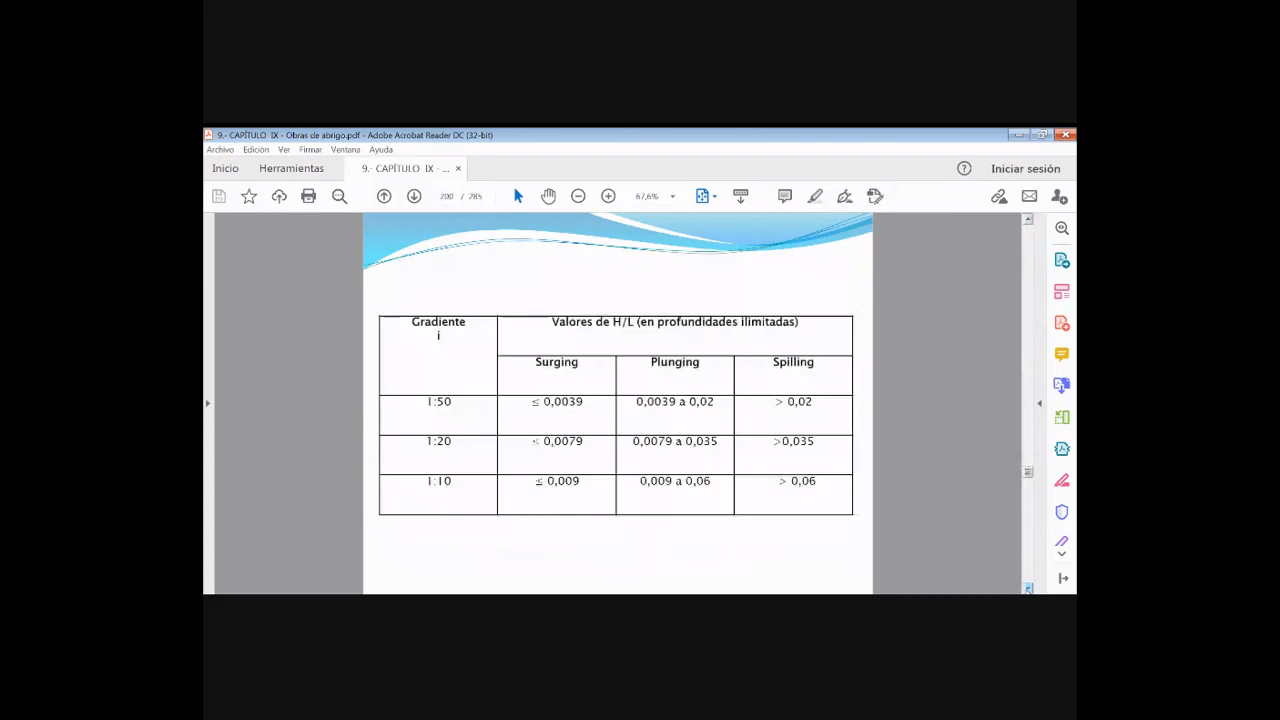 9.- CAPÍTULO IX - Obras de abrigo.pdf - Adobe Acrobat Reader DC (32-bit)
Archivo Edición Ver Firmar Ventana Ayuda
Inicio Herramientas 9.- CAPÍTULO IX - ... × Iniciar sesión
200 / 285 67,6%
Gradiente Valores de H/L (en profundidades ilimitadas)
i
Surging Plunging Spilling
1:50 ≤ 0,0039 0,0039 a 0,02 > 0,02
1:20 ≤ 0,0079 0,0079 a 0,035 >0,035
1:10 ≤ 0,009 0,009 a 0,06 > 0,06